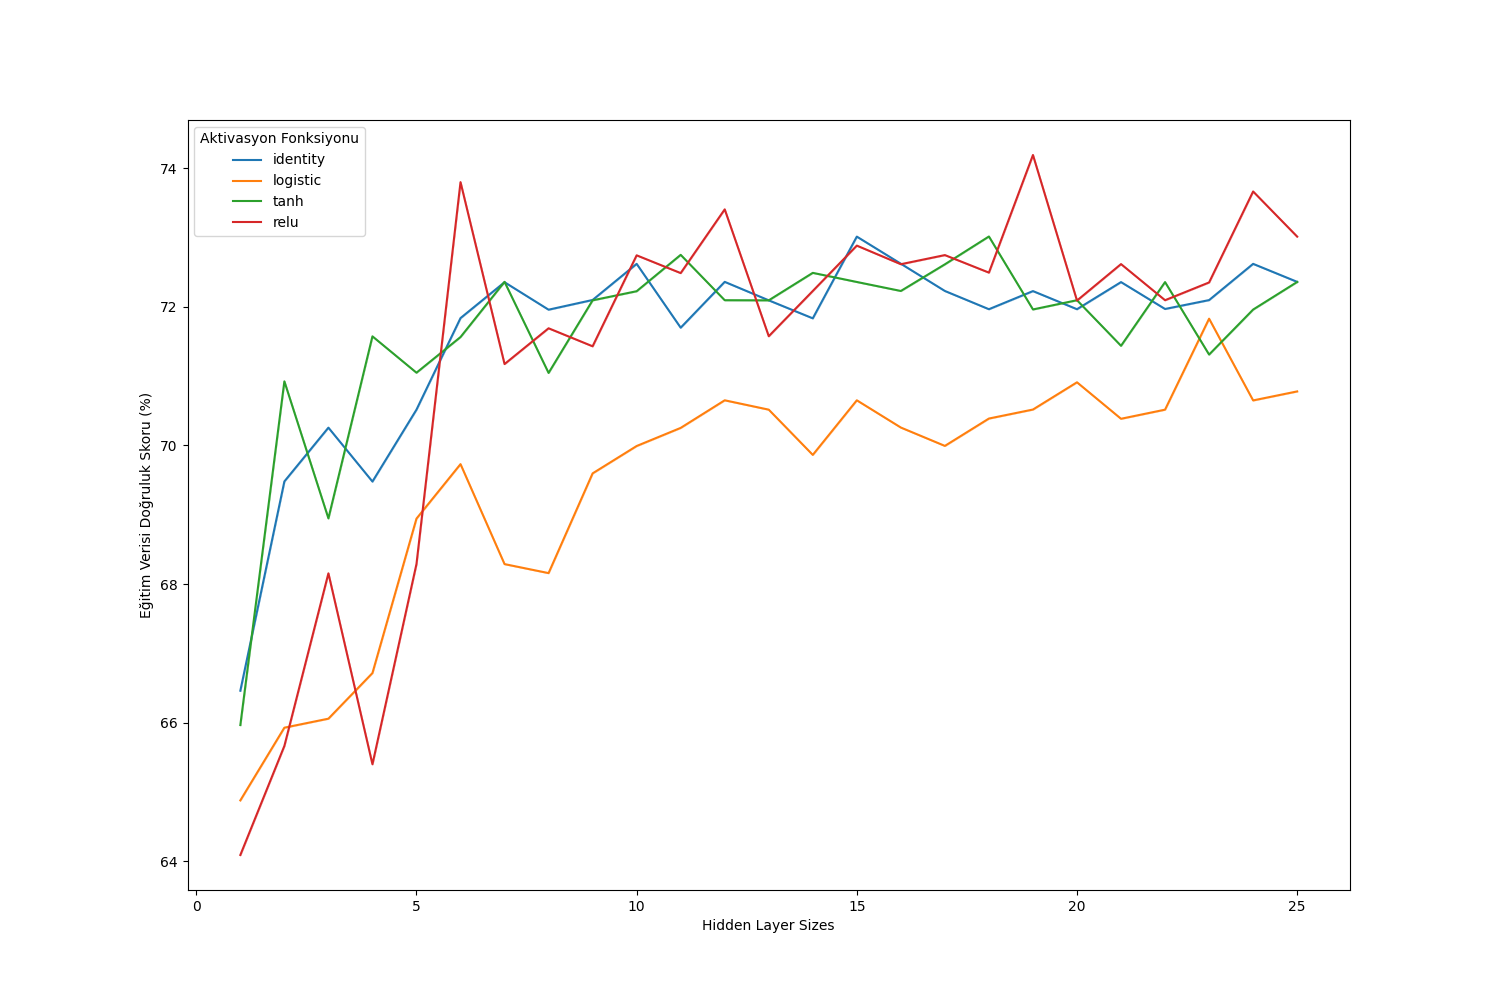 Aktivasyon Fonksiyonu
identity
logistic
tanh
relu
74
72
70
68
66
64
Eğitim Verisi Doğruluk Skoru (%)
0 5 10 15 20 25
Hidden Layer Sizes